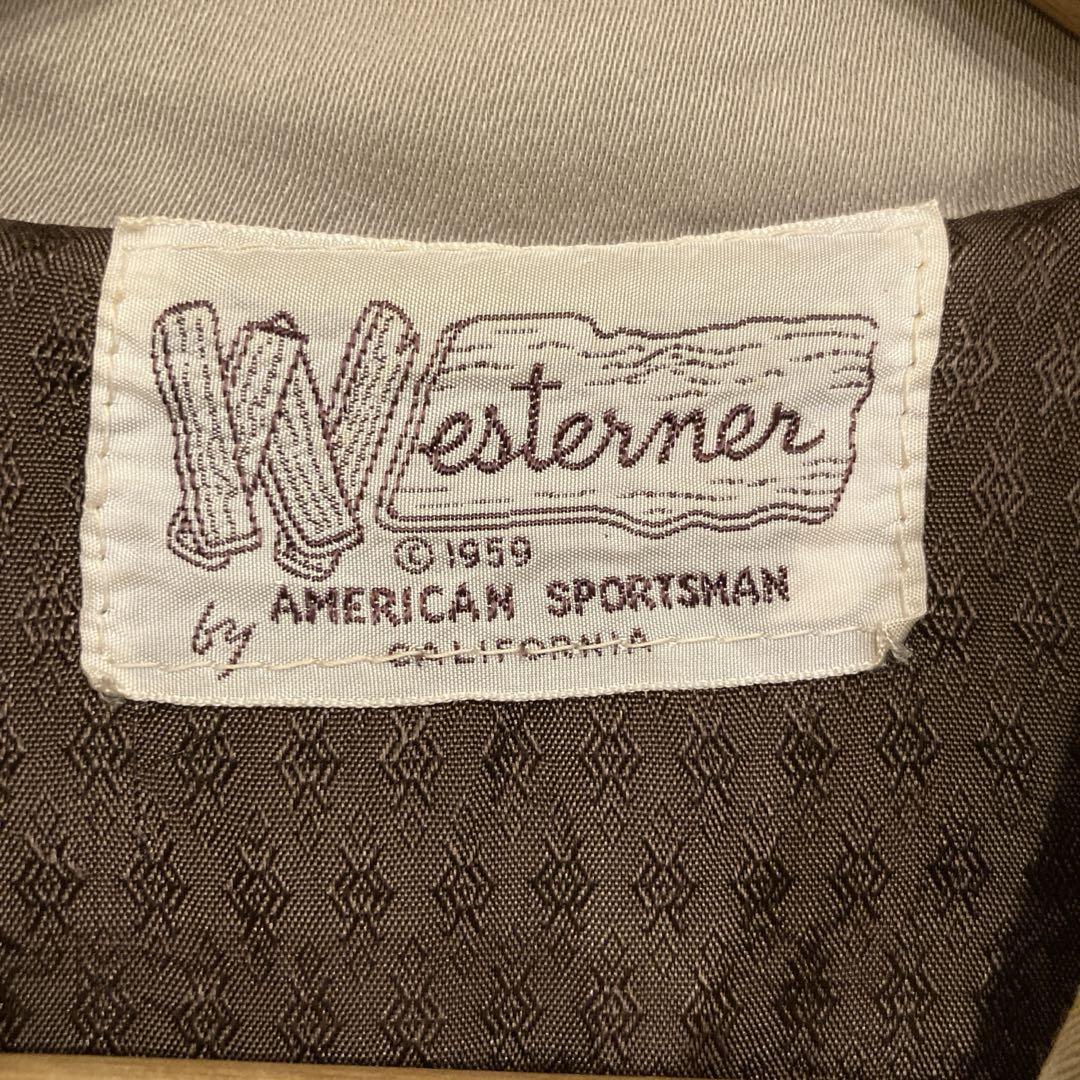 Westerner
© 1959
by AMERICAN SPORTSMAN
CALIFORNIA